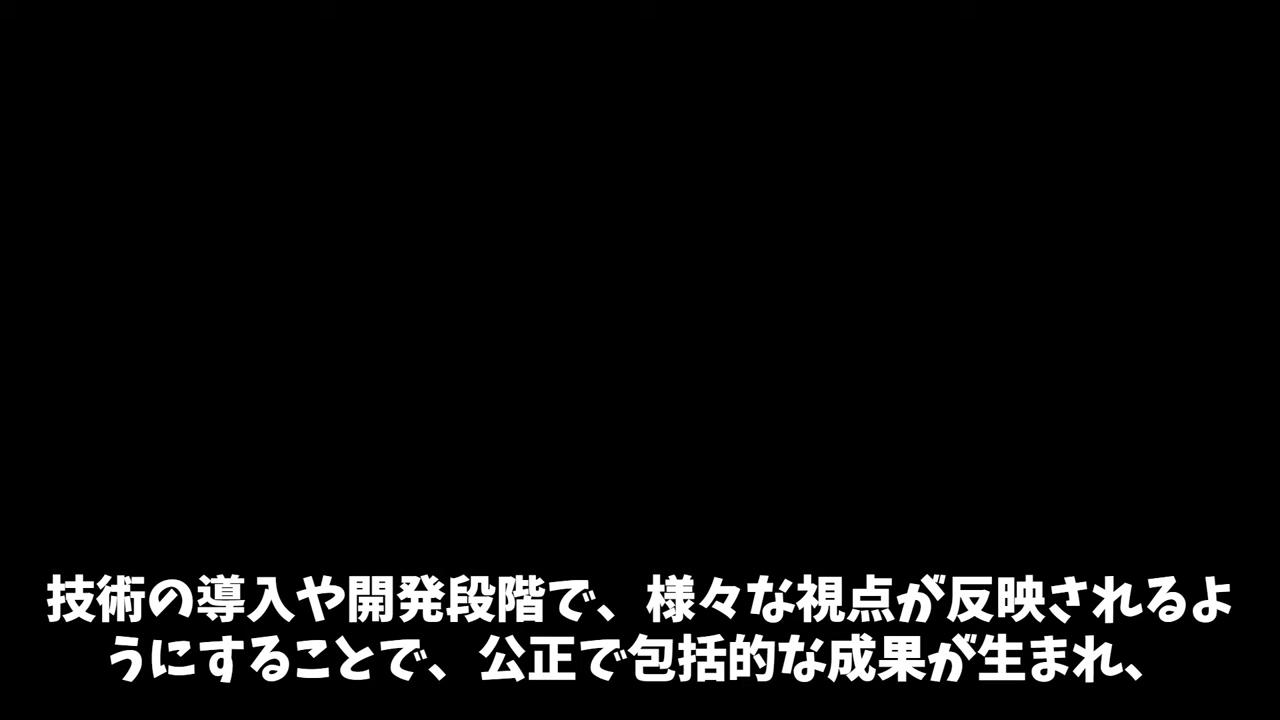 技術の導入や開発段階で、様々な視点が反映されるよ
うにすることで、公正で包括的な成果が生まれ、